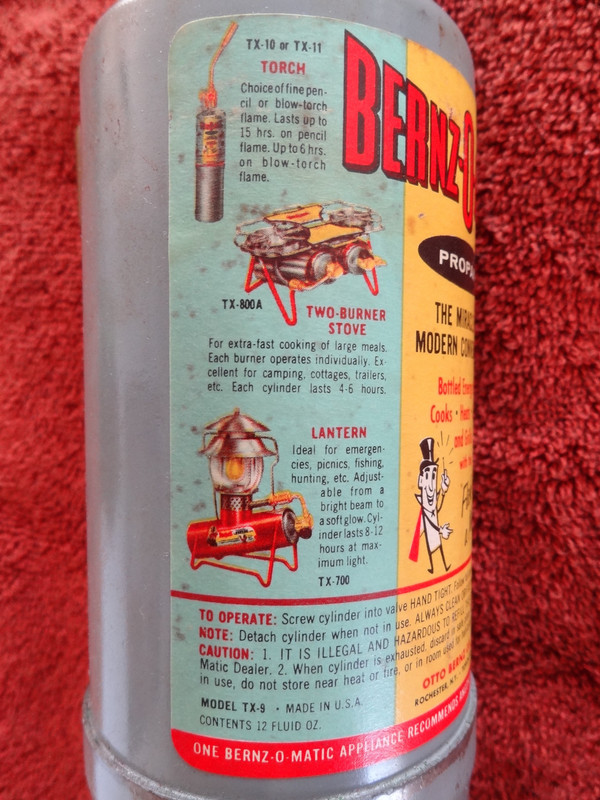 TX-10 or TX-11
TORCH
Choice of fine pen-
cil or blow-torch
flame. Lasts up to
15 hrs. on pencil
flame. Up to 6 hrs.
on blow-torch
flame.
TX-800A
TWO-BURNER
STOVE
For extra-fast cooking of large meals.
Each burner operates individually. Ex-
cellent for camping, cottages, trailers,
etc. Each cylinder lasts 4-6 hours.
LANTERN
Ideal for emergen-
cies, picnics, fishing,
hunting, etc. Adjust-
able from a
bright beam to
a soft glow. Cyl-
inder lasts 8-12
hours at max-
imum light.
TX-700
BERNZ-O
PROPA
THE MIRAC
MODERN CONV
Bottled Energ
Cooks • Heat
and
with
TO OPERATE: Screw cylinder into valve HAND TIGHT.
NOTE: Detach cylinder when not in use. ALWAYS CLEAN
CAUTION: 1. IT IS ILLEGAL AND HAZARDOUS TO REFILL
Matic Dealer. 2. When cylinder is exhausted, discard in
in use, do not store near heat or fire, or in room used
MODEL TX-9 • MADE IN U.S.A.
CONTENTS 12 FLUID OZ.
OTTO BERNZ
ROCHESTER, N.Y.
ONE BERNZ-O-MATIC APPLIANCE RECOMMENDS